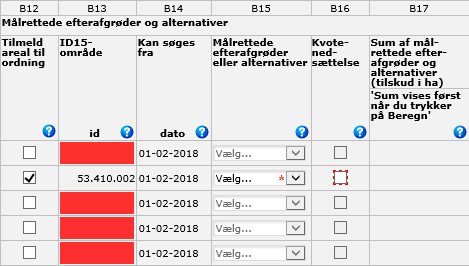 B12 B13 B14 B15 B16 B17
Målrettede efterafgrøder og alternativer
Tilmeld areal til ordning
ID15-område
id
Kan søges fra
dato
Målrettede efterafgrøder eller alternativer
Kvote-ned-sættelse
Sum af mål-rettede efter-afgrøder og alternativer (tilskud i ha)
'Sum vises først når du trykker på Beregn'
01-02-2018 Vælg...
53.410.002 01-02-2018 Vælg... *
01-02-2018 Vælg...
01-02-2018 Vælg...
01-02-2018 Vælg...